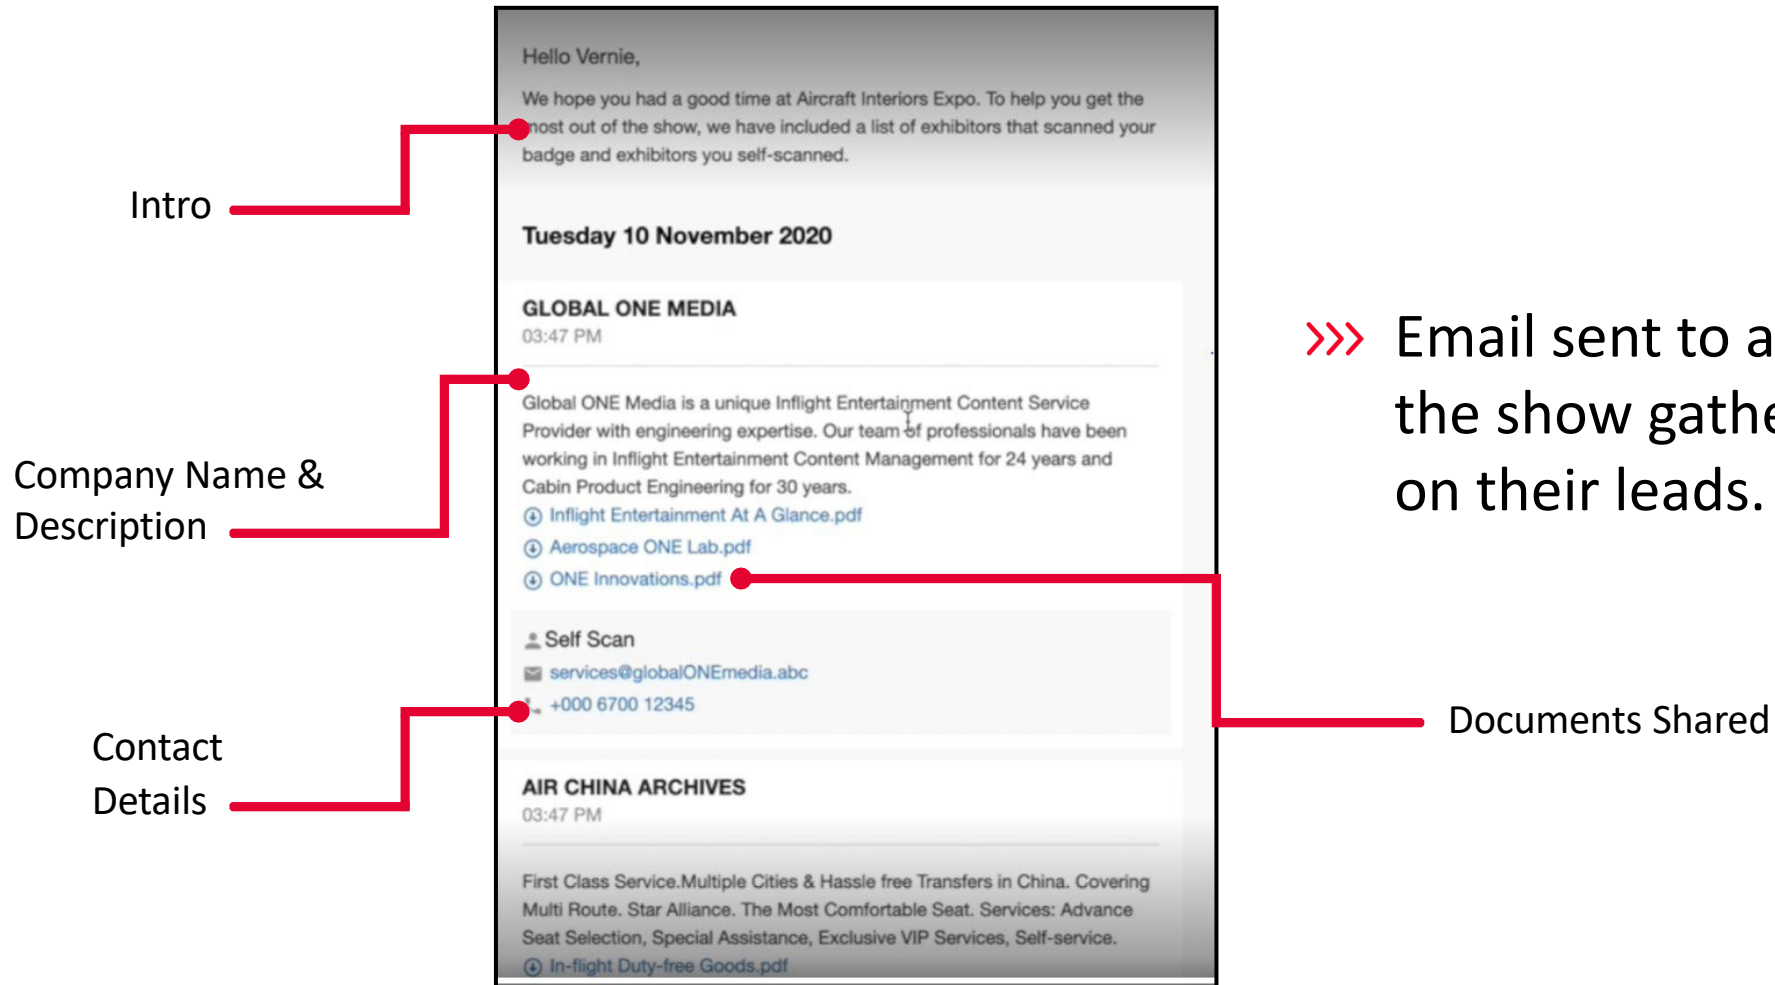 Hello Vernie,
We hope you had a good time at Aircraft Interiors Expo. To help you get the
most out of the show, we have included a list of exhibitors that scanned your
badge and exhibitors you self-scanned.
Intro
Tuesday 10 November 2020
GLOBAL ONE MEDIA
03:47 PM
Global ONE Media is a unique Inflight Entertainment Content Service
Provider with engineering expertise. Our team of professionals have been
working in Inflight Entertainment Content Management for 24 years and
Cabin Product Engineering for 30 years.
Inflight Entertainment At A Glance.pdf
Aerospace ONE Lab.pdf
ONE Innovations.pdf
Company Name &
Description
Self Scan
services@globalONEmedia.abc
+000 6700 12345
Contact
Details
AIR CHINA ARCHIVES
03:47 PM
First Class Service.Multiple Cities & Hassle free Transfers in China. Covering
Multi Route. Star Alliance. The Most Comfortable Seat. Services: Advance
Seat Selection, Special Assistance, Exclusive VIP Services, Self-service.
In-flight Duty-free Goods.pdf
Email sent to a
the show gathe
on their leads.
Documents Shared